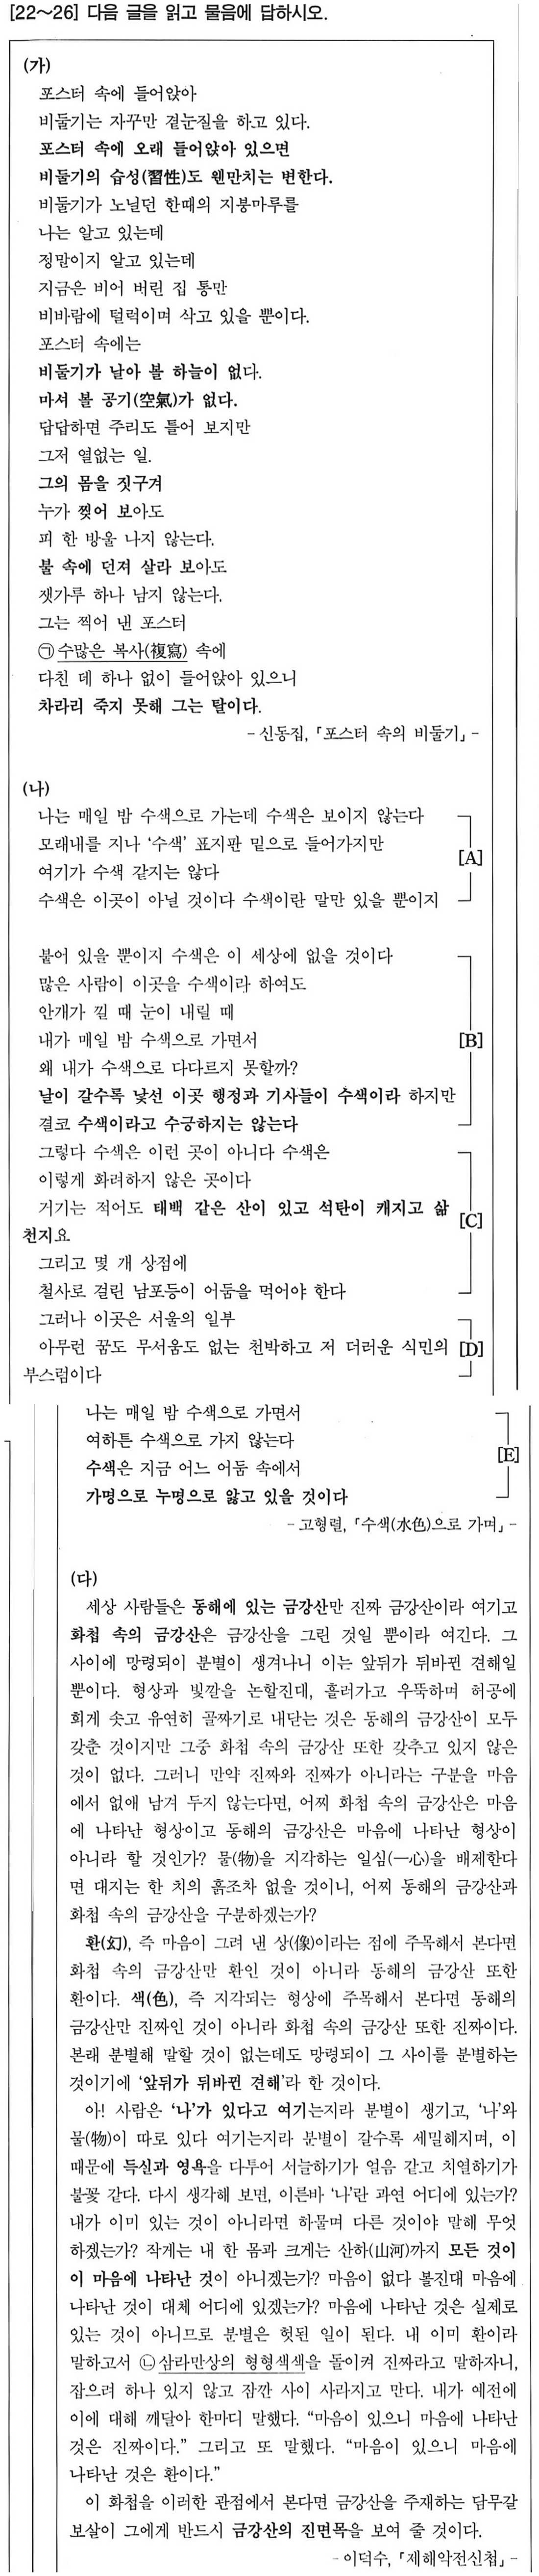 [22～26] 다음 글을 읽고 물음에 답하시오.
(가)
포스터 속에 들어앉아
비둘기는 자꾸만 곁눈질을 하고 있다.
포스터 속에 오래 들어앉아 있으면
비둘기의 습성(習性)도 웬만치는 변한다.
비둘기가 노닐던 한때의 지붕마루를
나는 알고 있는데
정말이지 알고 있는데
지금은 비어 버린 집 통만
비바람에 털럭이며 삭고 있을 뿐이다.
포스터 속에는
비둘기가 날아 볼 하늘이 없다.
마셔 볼 공기(空氣)가 없다.
답답하면 주리도 틀어 보지만
그저 열없는 일.
그의 몸을 짓구겨
누가 찢어 보아도
피 한 방울 나지 않는다.
불 속에 던져 살라 보아도
잿가루 하나 남지 않는다.
그는 찍어 낸 포스터
㉠수많은 복사(複寫) 속에
다친 데 하나 없이 들어앉아 있으니
차라리 죽지 못해 그는 탈이다.
- 신동집, ｢포스터 속의 비둘기｣ -
(나)
나는 매일 밤 수색으로 가는데 수색은 보이지 않는다
모래내를 지나 ‘수색’ 표지판 밑으로 들어가지만
[A]
여기가 수색 같지는 않다
수색은 이곳이 아닐 것이다 수색이란 말만 있을 뿐이지
붙어 있을 뿐이지 수색은 이 세상에 없을 것이다
많은 사람이 이곳을 수색이라 하여도
안개가 낄 때 눈이 내릴 때
내가 매일 밤 수색으로 가면서 [B]
왜 내가 수색으로 다다르지 못할까?
날이 갈수록 낯선 이곳 행정과 기사들이 수색이라 하지만
결코 수색이라고 수긍하지는 않는다
그렇다 수색은 이런 곳이 아니다 수색은
이렇게 화려하지 않은 곳이다
거기는 적어도 태백 같은 산이 있고 석탄이 캐지고 삶 [C]
천지요
그리고 몇 개 상점에
철사로 걸린 남포등이 어둠을 먹어야 한다
그러나 이곳은 서울의 일부
아무런 꿈도 무서움도 없는 천박하고 저 더러운 식민의 [D]
부스럼이다
나는 매일 밤 수색으로 가면서
여하튼 수색으로 가지 않는다
[E]
수색은 지금 어느 어둠 속에서
가명으로 누명으로 앓고 있을 것이다
- 고형렬, ｢수색(水色)으로 가며｣ -
(다)
세상 사람들은 동해에 있는 금강산만 진짜 금강산이라 여기고
화첩 속의 금강산은 금강산을 그린 것일 뿐이라 여긴다. 그
사이에 망령되이 분별이 생겨나니 이는 앞뒤가 뒤바뀐 견해일
뿐이다. 형상과 빛깔을 논할진대, 흘러가고 우뚝하며 허공에
희게 솟고 유연히 골짜기로 내닫는 것은 동해의 금강산이 모두
갖춘 것이지만 그중 화첩 속의 금강산 또한 갖추고 있지 않은
것이 없다. 그러니 만약 진짜와 진짜가 아니라는 구분을 마음
에서 없애 남겨 두지 않는다면, 어찌 화첩 속의 금강산은 마음
에 나타난 형상이고 동해의 금강산은 마음에 나타난 형상이
아니라 할 것인가? 물(物)을 지각하는 일심(一心)을 배제한다
면 대지는 한 치의 흙조차 없을 것이니, 어찌 동해의 금강산과
화첩 속의 금강산을 구분하겠는가?
환(幻), 즉 마음이 그려 낸 상(像)이라는 점에 주목해서 본다면
화첩 속의 금강산만 환인 것이 아니라 동해의 금강산 또한
환이다. 색(色), 즉 지각되는 형상에 주목해서 본다면 동해의
금강산만 진짜인 것이 아니라 화첩 속의 금강산 또한 진짜이다.
본래 분별해 말할 것이 없는데도 망령되이 그 사이를 분별하는
것이기에 ‘앞뒤가 뒤바뀐 견해’라 한 것이다.
아! 사람은 ‘나’가 있다고 여기는지라 분별이 생기고, ‘나’와
물(物)이 따로 있다 여기는지라 분별이 갈수록 세밀해지며, 이
때문에 득신과 영욕을 다투어 서늘하기가 얼음 같고 치열하기가
불꽃 같다. 다시 생각해 보면, 이른바 ‘나’란 과연 어디에 있는가?
내가 이미 있는 것이 아니라면 하물며 다른 것이야 말해 무엇
하겠는가? 작게는 내 한 몸과 크게는 산하(山河)까지 모든 것이
이 마음에 나타난 것이 아니겠는가? 마음이 없다 볼진대 마음에
나타난 것이 대체 어디에 있겠는가? 마음에 나타난 것은 실제로
있는 것이 아니므로 분별은 헛된 일이 된다. 내 이미 환이라
말하고서 ㉡삼라만상의 형형색색을 돌이켜 진짜라고 말하자니,
잡으려 하나 있지 않고 잠깐 사이 사라지고 만다. 내가 예전에
이에 대해 깨달아 한마디 말했다. “마음이 있으니 마음에 나타난
것은 진짜이다.” 그리고 또 말했다. “마음이 있으니 마음에
나타난 것은 환이다.”
이 화첩을 이러한 관점에서 본다면 금강산을 주재하는 담무갈
보살이 그에게 반드시 금강산의 진면목을 보여 줄 것이다.
- 이덕수, ｢제해악전신첩｣ -